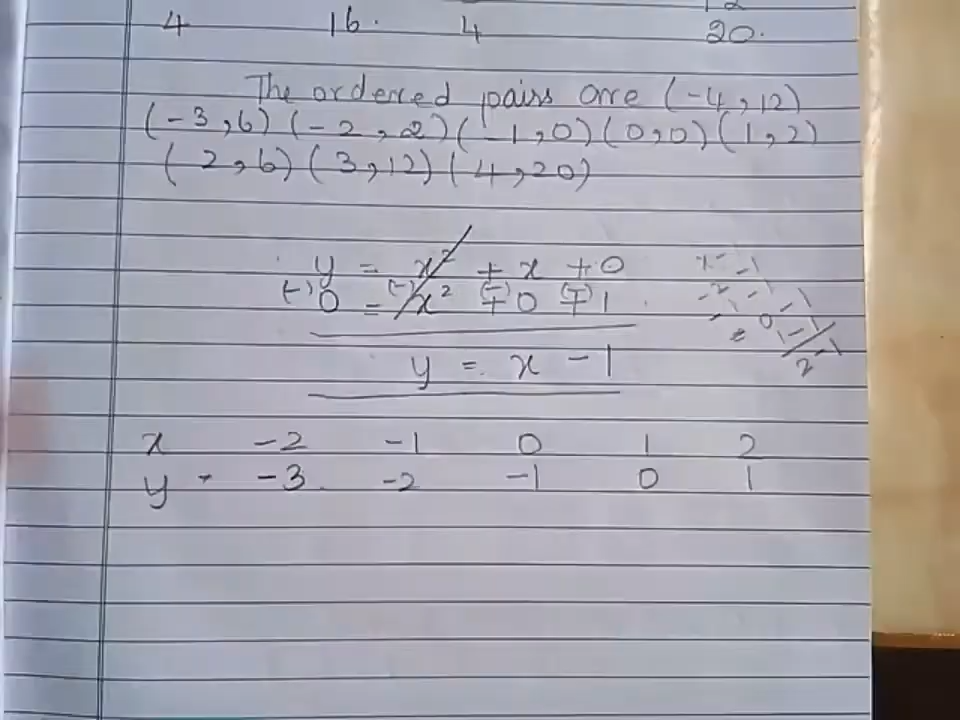 12
4 16. 4 20.
The ordered pairs are (-4,12)
(-3,6) (-2,2) (-1,0) (0,0) (1,2)
(2,6) (3,12) (4,20)
y = x² + x + 0
(-) 0 = (-) x² (-) + 0 (-) + 1
y = x - 1
x -2 -1 0 1 2
y -3 -2 -1 0 1